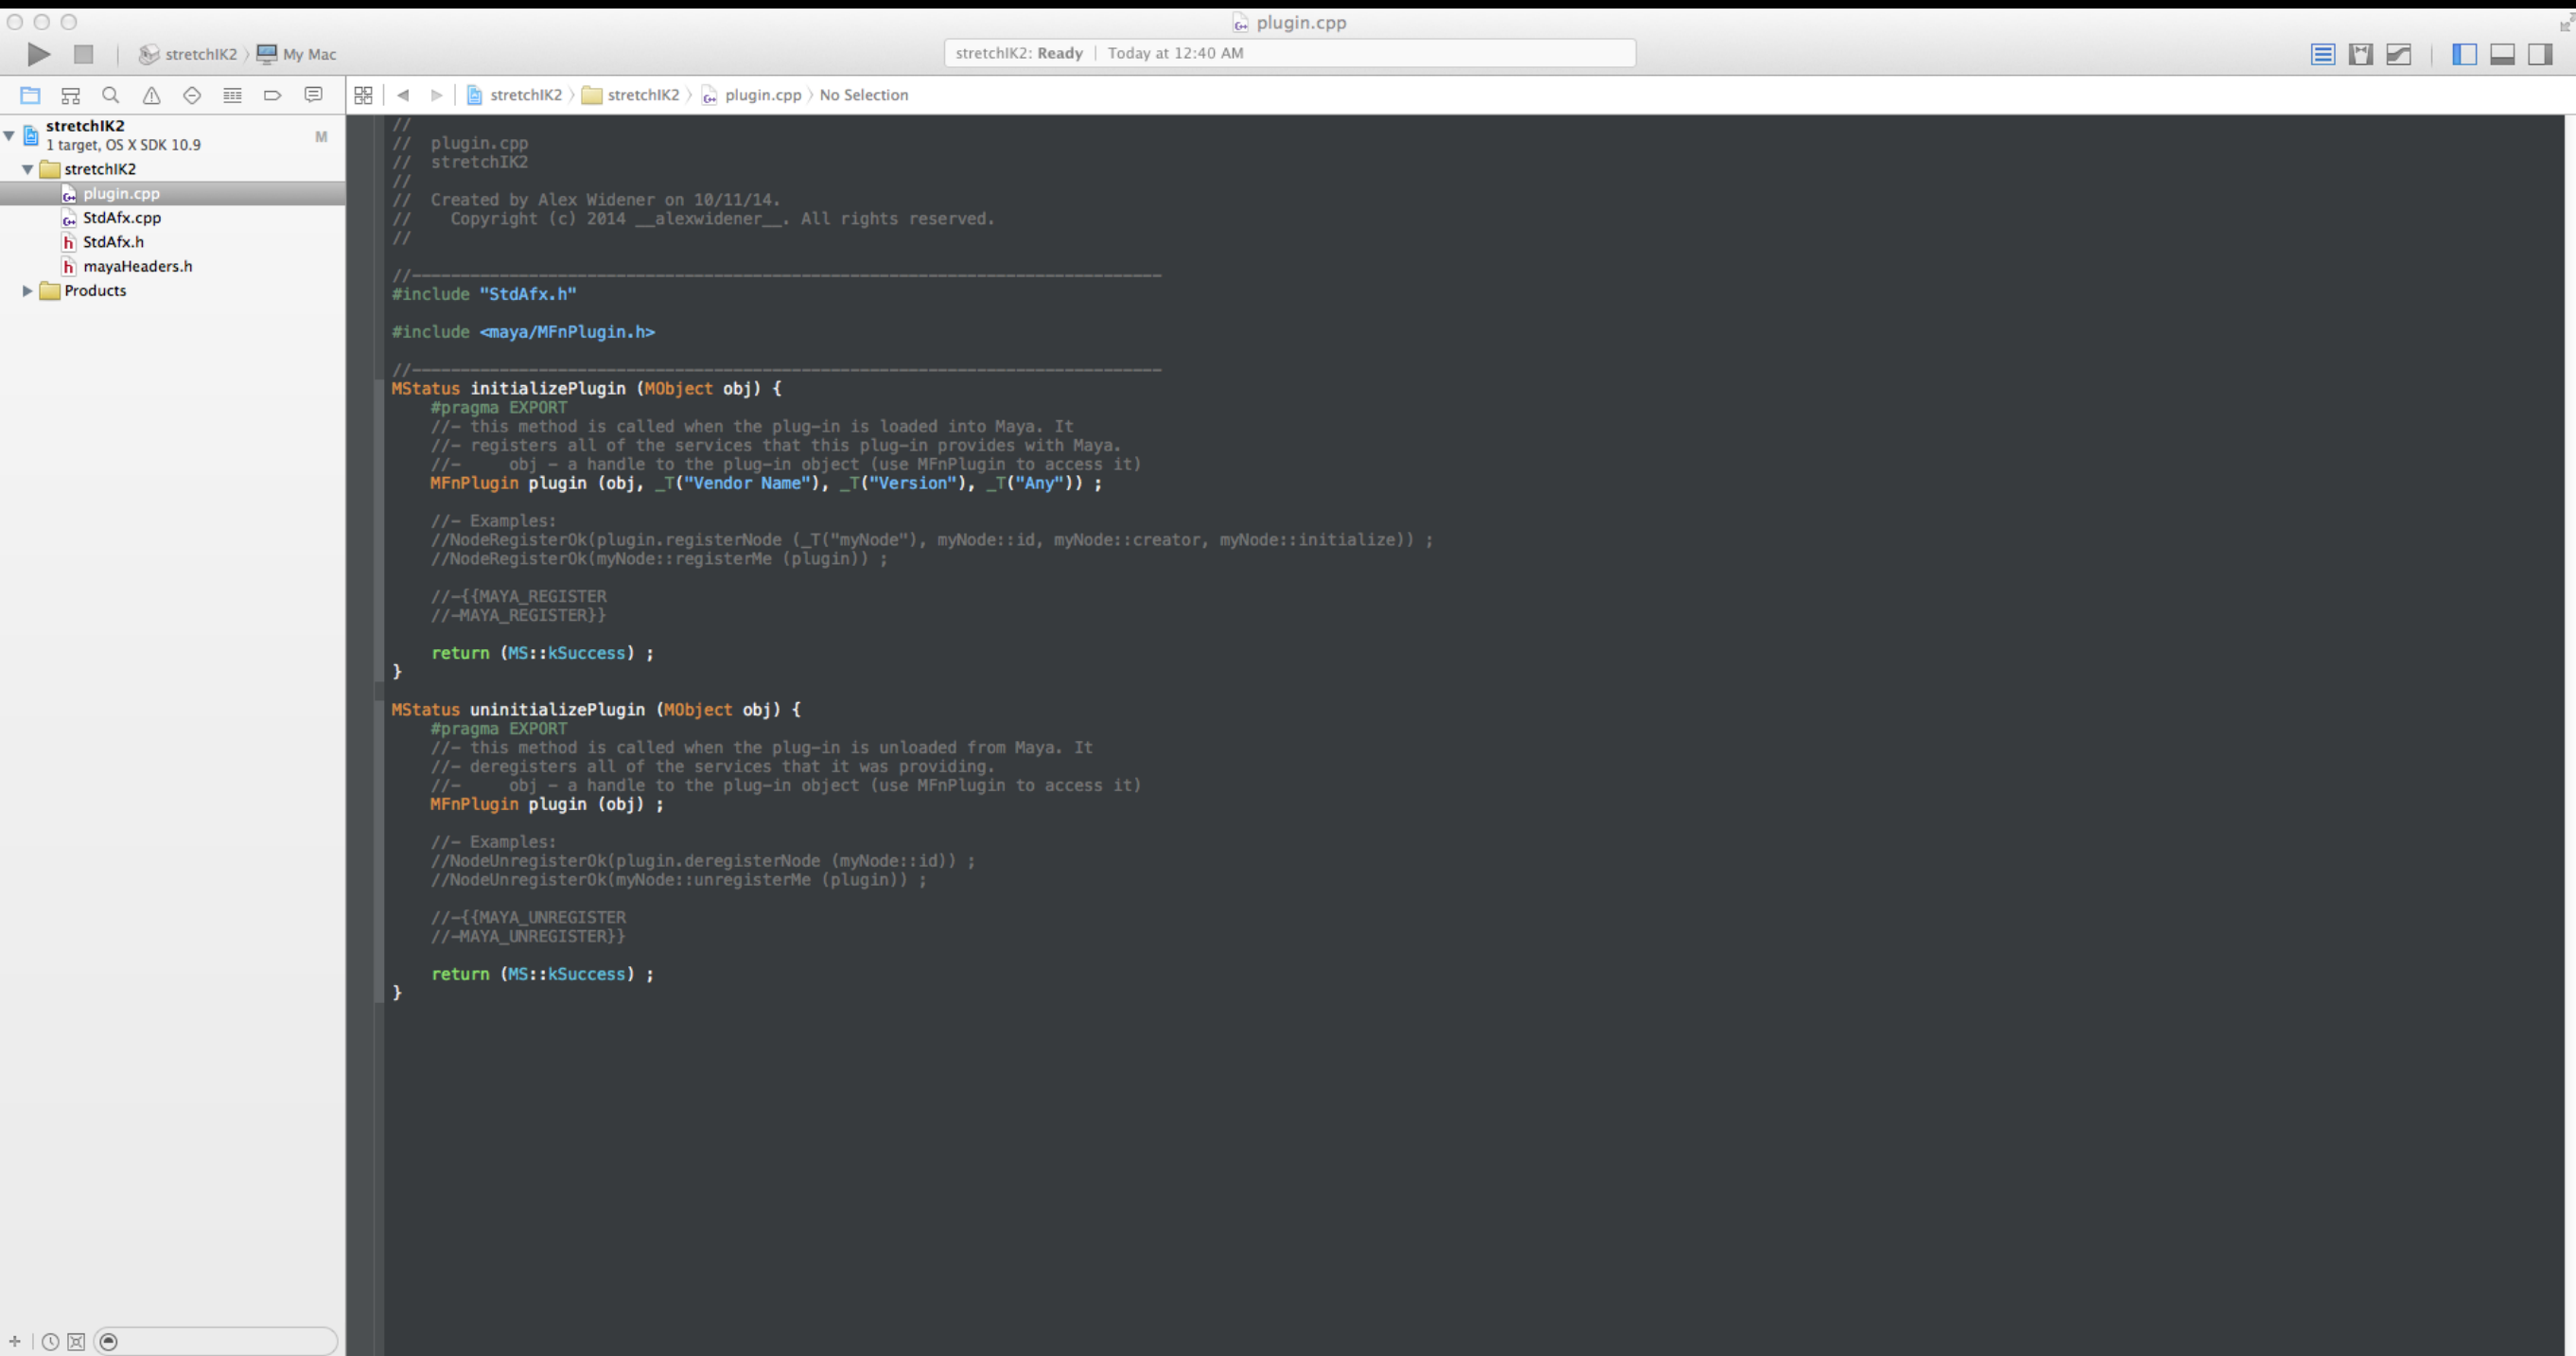 plugin.cpp
stretchIK2 My Mac
stretchIK2: Ready | Today at 12:40 AM
stretchIK2 stretchIK2 plugin.cpp No Selection
stretchIK2
1 target, OS X SDK 10.9
M
stretchIK2
plugin.cpp
StdAfx.cpp
StdAfx.h
mayaHeaders.h
Products
//
//  plugin.cpp
//  stretchIK2
//
//  Created by Alex Widener on 10/11/14.
//    Copyright (c) 2014 __alexwidener__. All rights reserved.
//
//-----------------------------------------------------------------------------
#include "StdAfx.h"
#include <maya/MFnPlugin.h>
//-----------------------------------------------------------------------------
MStatus initializePlugin (MObject obj) {
    #pragma EXPORT
    //- this method is called when the plug-in is loaded into Maya. It
    //- registers all of the services that this plug-in provides with Maya.
    //-     obj - a handle to the plug-in object (use MFnPlugin to access it)
    MFnPlugin plugin (obj, _T("Vendor Name"), _T("Version"), _T("Any")) ;
    //- Examples:
    //NodeRegisterOk(plugin.registerNode (_T("myNode"), myNode::id, myNode::creator, myNode::initialize)) ;
    //NodeRegisterOk(myNode::registerMe (plugin)) ;
    //-{{MAYA_REGISTER
    //-MAYA_REGISTER}}
    return (MS::kSuccess) ;
}
MStatus uninitializePlugin (MObject obj) {
    #pragma EXPORT
    //- this method is called when the plug-in is unloaded from Maya. It
    //- deregisters all of the services that it was providing.
    //-     obj - a handle to the plug-in object (use MFnPlugin to access it)
    MFnPlugin plugin (obj) ;
    //- Examples:
    //NodeUnregisterOk(plugin.deregisterNode (myNode::id)) ;
    //NodeUnregisterOk(myNode::unregisterMe (plugin)) ;
    //-{{MAYA_UNREGISTER
    //-MAYA_UNREGISTER}}
    return (MS::kSuccess) ;
}